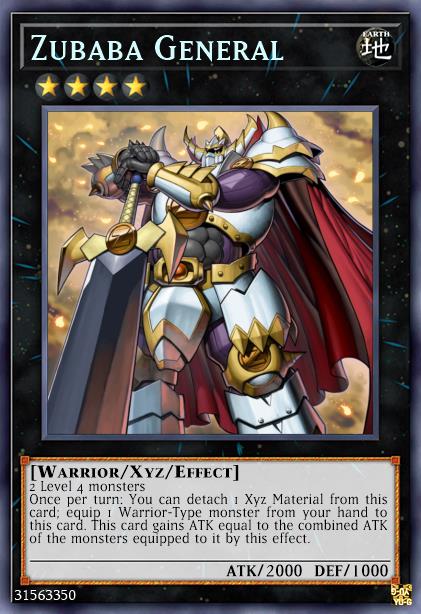 Zubaba General
EARTH
地
[Warrior/Xyz/Effect]
2 Level 4 monsters
Once per turn: You can detach 1 Xyz Material from this
card; equip 1 Warrior-Type monster from your hand to
this card. This card gains ATK equal to the combined ATK
of the monsters equipped to it by this effect.
ATK/2000 DEF/1000
31563350